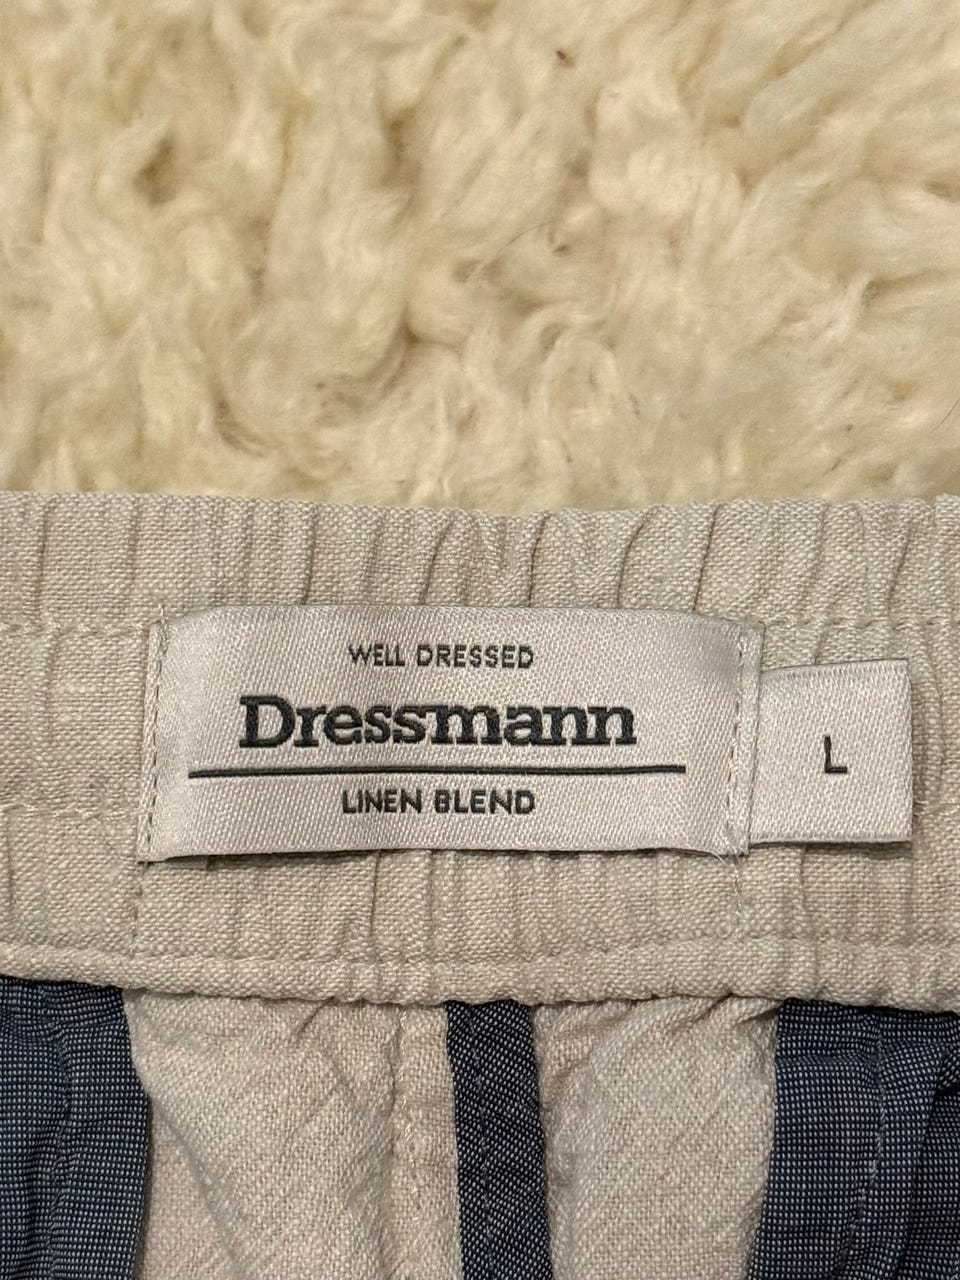 WELL DRESSED
Dressmann
LINEN BLEND
L